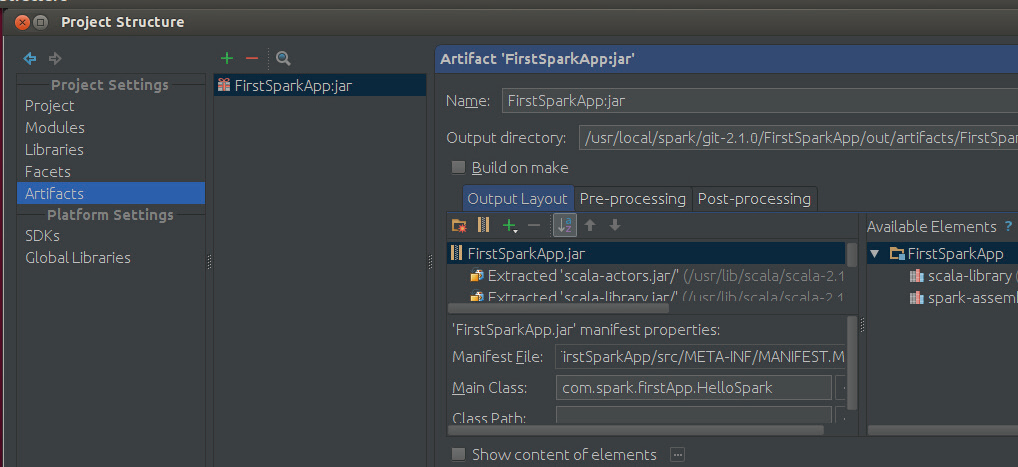 Project Structure
Project Settings
Project
Modules
Libraries
Facets
Artifacts
Platform Settings
SDKs
Global Libraries
FirstSparkApp:jar
Artifact 'FirstSparkApp:jar'
Name: FirstSparkApp:jar
Output directory: /usr/local/spark/git-2.1.0/FirstSparkApp/out/artifacts/FirstSpar
Build on make
Output Layout Pre-processing Post-processing
FirstSparkApp.jar
Extracted 'scala-actors.jar/' (/usr/lib/scala/scala-2.1
Extracted 'scala-library.jar/' (/usr/lib/scala/scala-2.1
'FirstSparkApp.jar' manifest properties:
Manifest File: irstSparkApp/src/META-INF/MANIFEST.M
Main Class: com.spark.firstApp.HelloSpark
Class Path:
Show content of elements
Available Elements ?
FirstSparkApp
scala-library
spark-assem